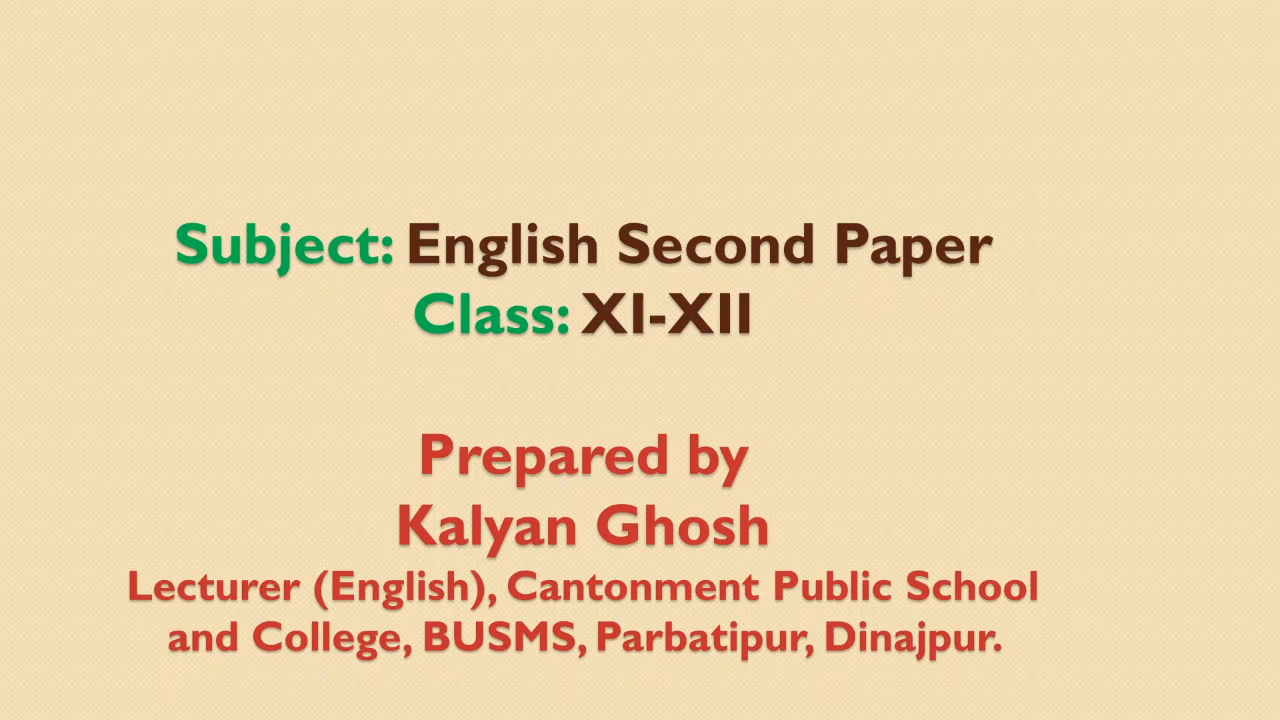 Subject: English Second Paper
Class: XI-XII
Prepared by
Kalyan Ghosh
Lecturer (English), Cantonment Public School
and College, BUSMS, Parbatipur, Dinajpur.